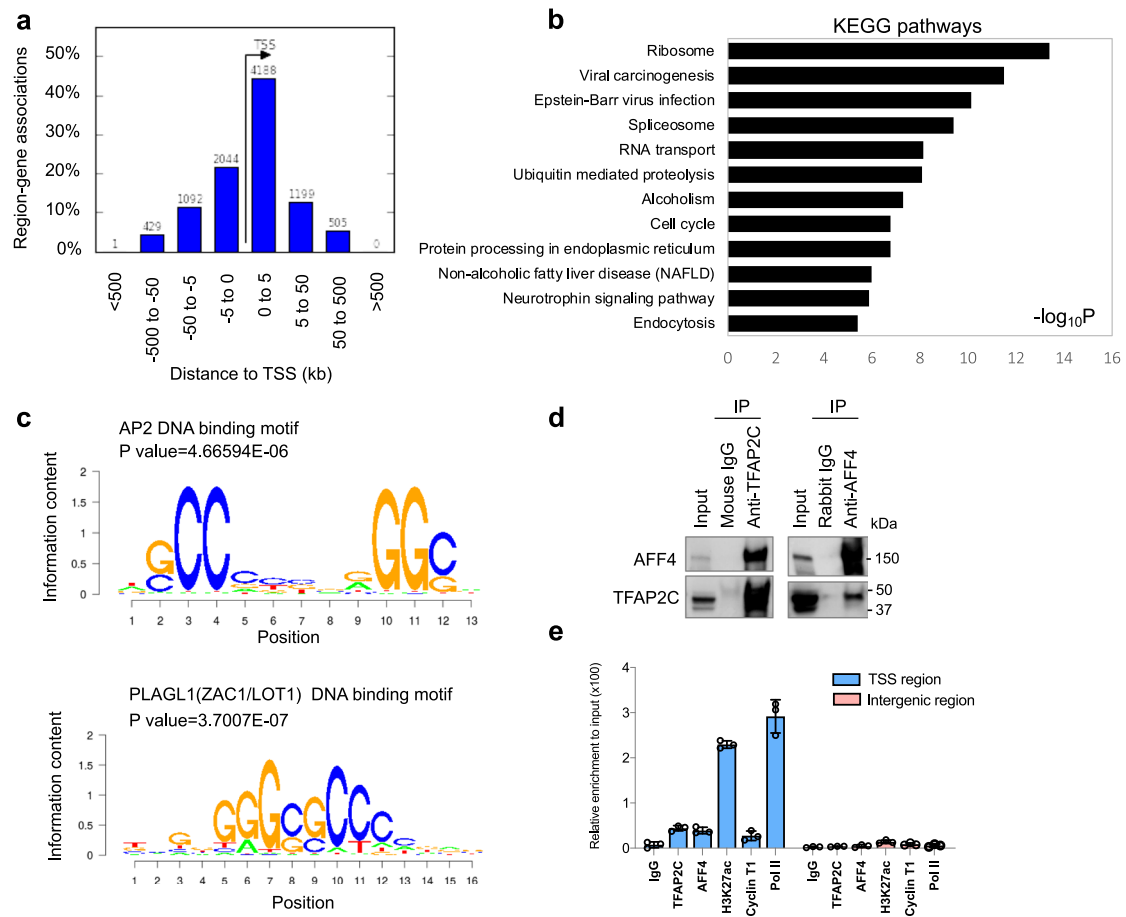 a
50%
40%
30%
20%
10%
0%
Region-gene associations
TSS
1
429
1092
2044
4188
1199
505
0
<500
-500 to -50
-50 to -5
-5 to 0
0 to 5
5 to 50
50 to 500
>500
Distance to TSS (kb)
b
KEGG pathways
Ribosome
Viral carcinogenesis
Epstein-Barr virus infection
Spliceosome
RNA transport
Ubiquitin mediated proteolysis
Alcoholism
Cell cycle
Protein processing in endoplasmic reticulum
Non-alcoholic fatty liver disease (NAFLD)
Neurotrophin signaling pathway
Endocytosis
-log10P
0 2 4 6 8 10 12 14 16
c
AP2 DNA binding motif
P value=4.66594E-06
Information content
2
1.5
1
0.5
0
1 2 3 4 5 6 7 8 9 10 11 12 13
Position
PLAGL1(ZAC1/LOT1) DNA binding motif
P value=3.7007E-07
Information content
2
1.5
1
0.5
0
1 2 3 4 5 6 7 8 9 10 11 12 13 14 15 16
Position
d
IP
Input
Mouse IgG
Anti-TFAP2C
IP
Input
Rabbit IgG
Anti-AFF4
kDa
AFF4
- 150
TFAP2C
- 50
- 37
e
Relative enrichment to input (x100)
4
3
2
1
0
TSS region
Intergenic region
IgG
TFAP2C
AFF4
H3K27ac
Cyclin T1
Pol II
IgG
TFAP2C
AFF4
H3K27ac
Cyclin T1
Pol II